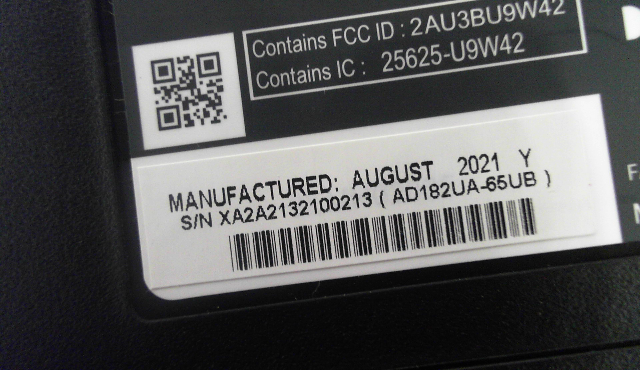 Contains FCC ID : 2AU3BU9W42
Contains IC : 25625-U9W42
MANUFACTURED: AUGUST 2021 Y
S/N XA2A2132100213 ( AD182UA-65UB )